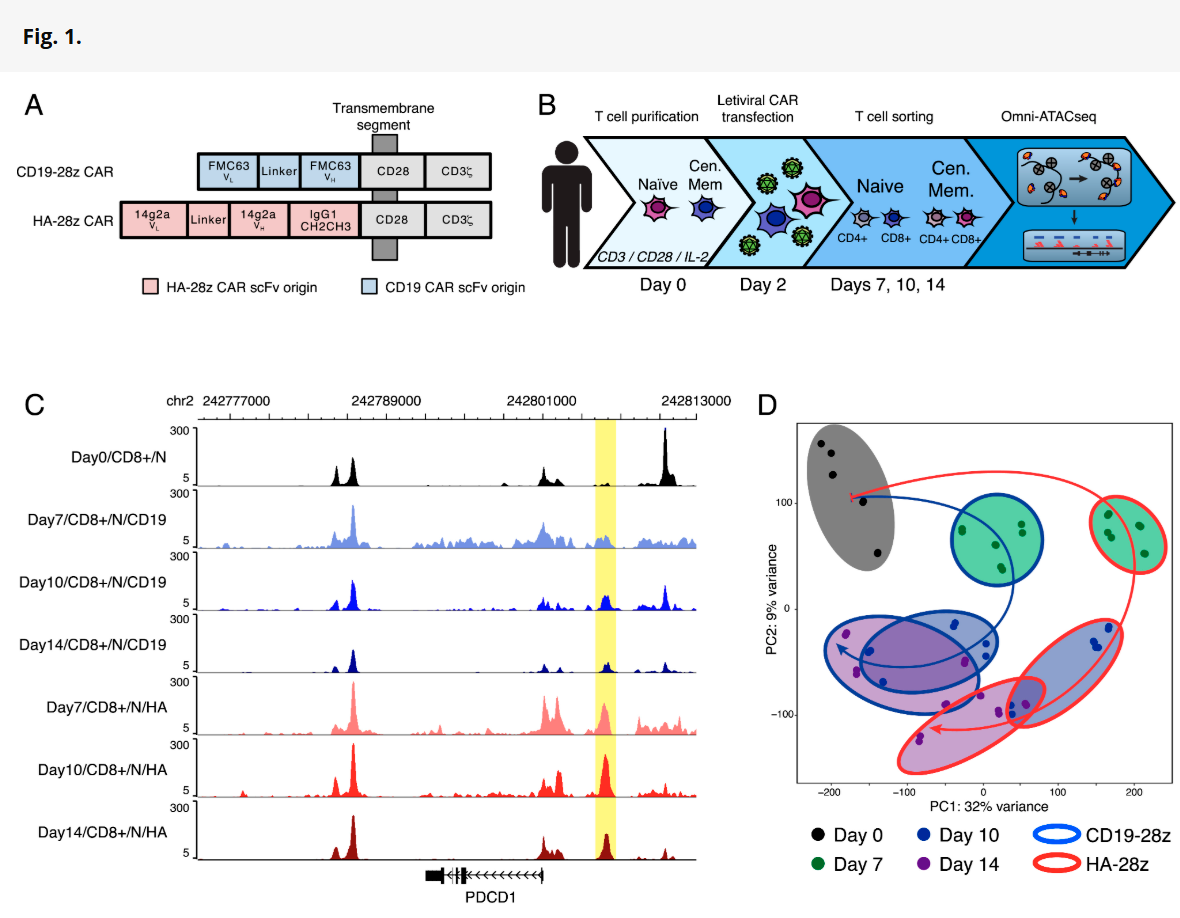 Fig. 1.
A
Transmembrane
segment
CD19-28z CAR
FMC63
VL
Linker
FMC63
VH
CD28
CD3ζ
HA-28z CAR
14g2a
VL
Linker
14g2a
VH
IgG1
CH2CH3
CD28
CD3ζ
HA-28z CAR scFv origin
CD19 CAR scFv origin
B
T cell purification
Letiviral CAR
transfection
T cell sorting
Omni-ATACseq
Naïve
Cen.
Mem
CD3 / CD28 / IL-2
Naive
Cen.
Mem.
CD4+
CD8+
CD4+
CD8+
Day 0
Day 2
Days 7, 10, 14
C
chr2
242777000
242789000
242801000
242813000
300
Day0/CD8+/N
5
300
Day7/CD8+/N/CD19
5
300
Day10/CD8+/N/CD19
5
300
Day14/CD8+/N/CD19
5
300
Day7/CD8+/N/HA
5
300
Day10/CD8+/N/HA
5
300
Day14/CD8+/N/HA
5
PDCD1
D
PC2: 9% variance
100
0
−100
−200
−100
0
100
200
PC1: 32% variance
Day 0
Day 10
CD19-28z
Day 7
Day 14
HA-28z